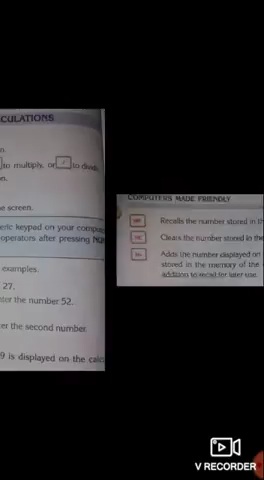 CULATIONS
n.
to multiply, or / to divide,
n.
e screen.
eric keypad on your compu
operators after pressing
examples.
27.
nter the number 52.
er the second number.
9 is displayed on the calc
COMPUTERS MADE FRIENDLY
MR Recalls the number stored in th
MC Clears the number stored in the
Adds the number displayed on
stored in the memory of the
addition to recall for later use.
V RECORDER